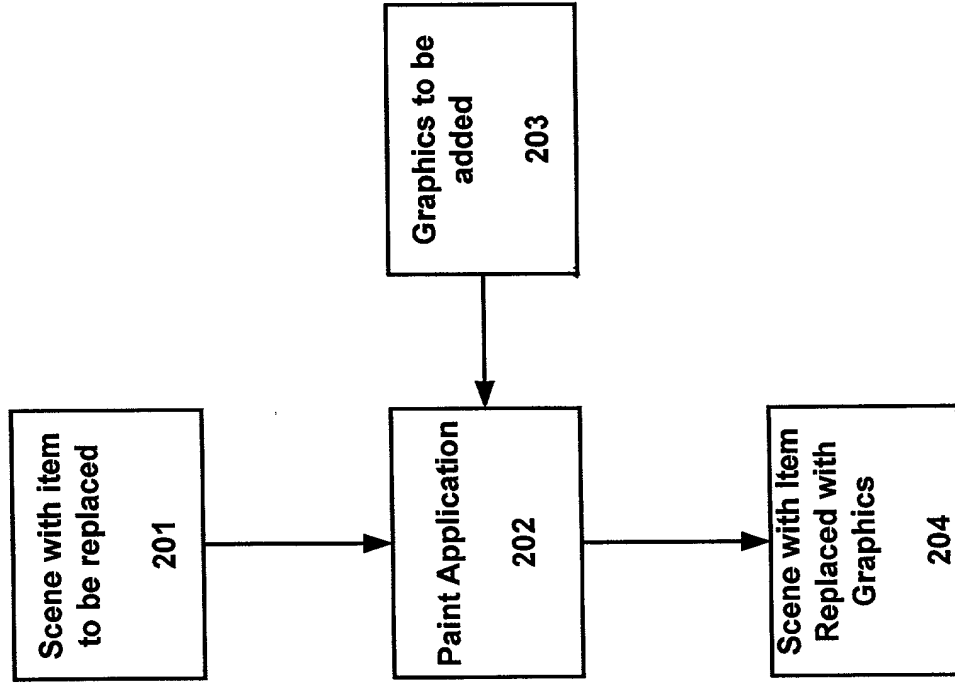 Scene with item
to be replaced
201
Paint Application
202
Graphics to be
added
203
Scene with Item
Replaced with
Graphics
204